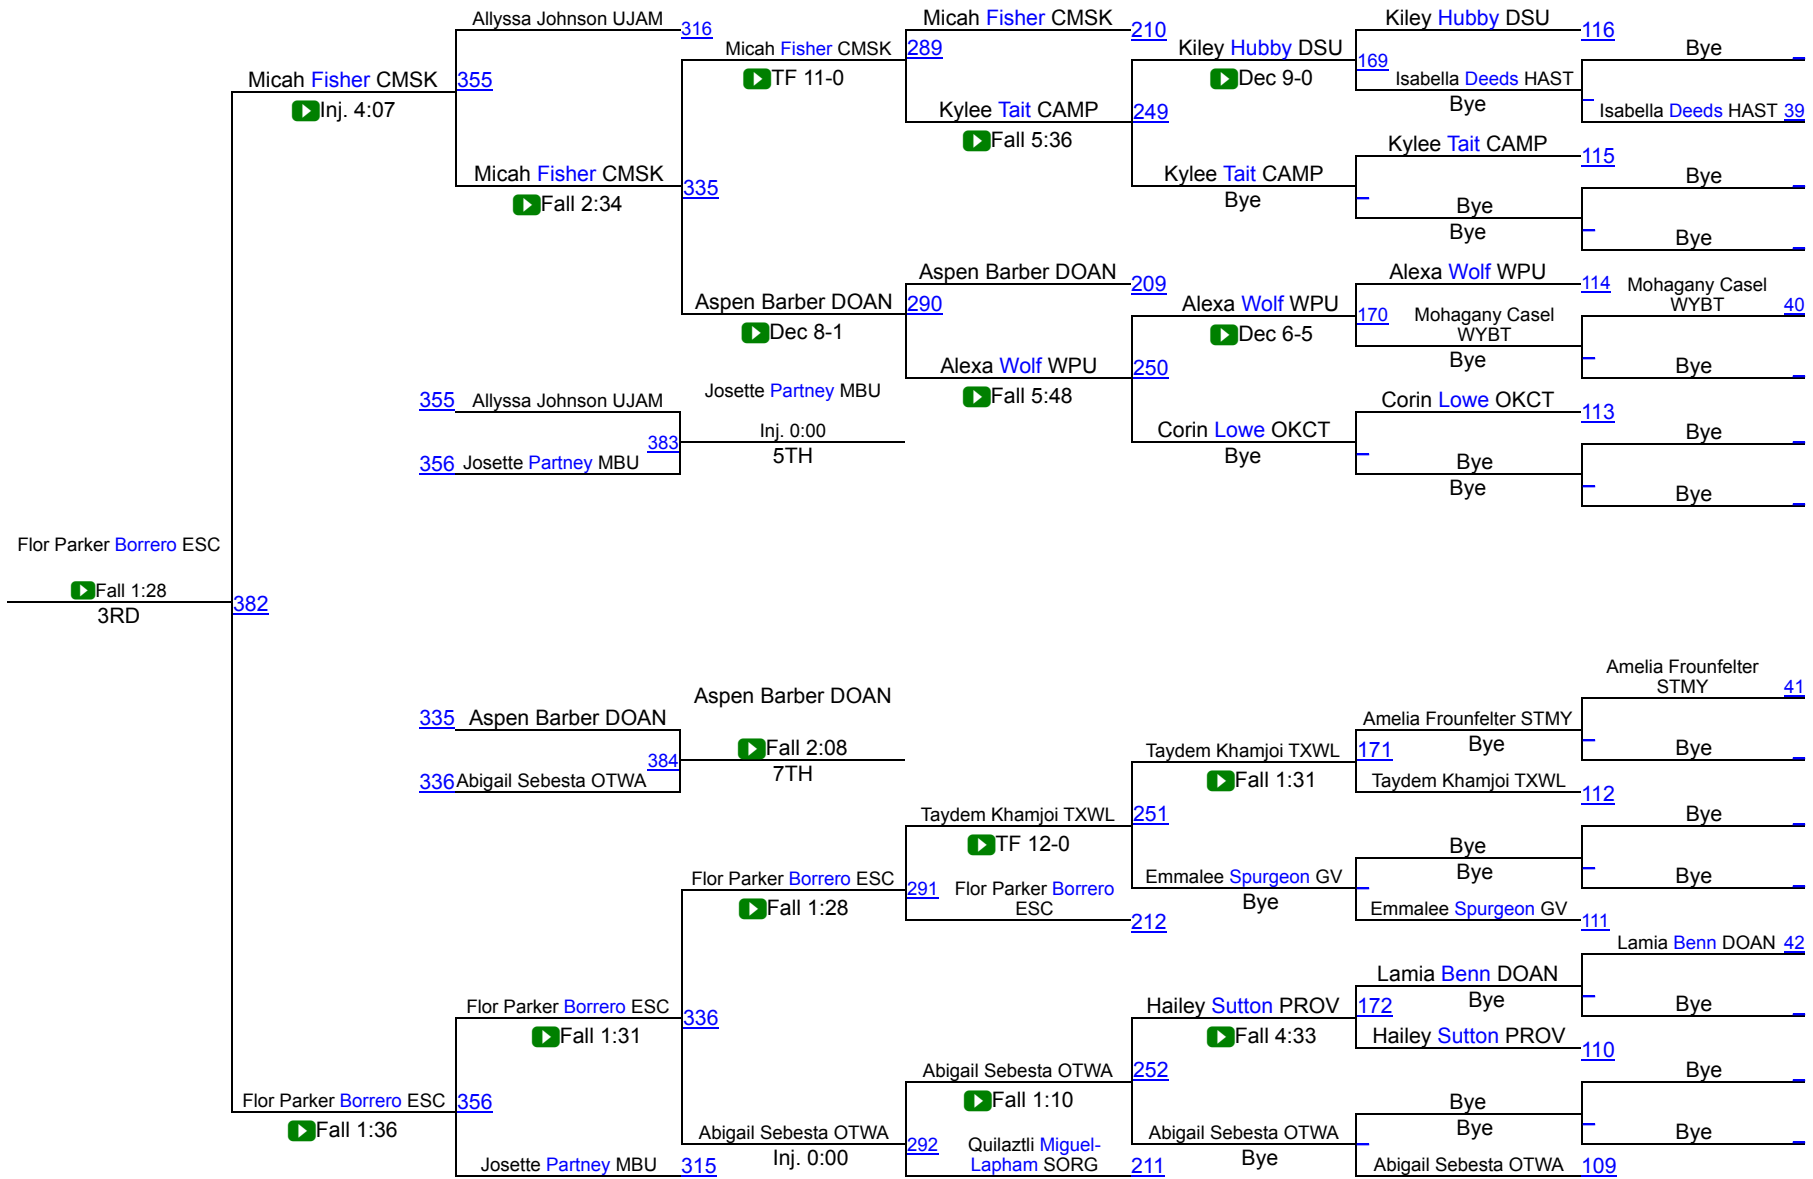 Allyssa Johnson UJAM 316
Micah Fisher CMSK 210
Kiley Hubby DSU 116
Micah Fisher CMSK 289
Kiley Hubby DSU 169
Bye
TF 11-0
Dec 9-0
Micah Fisher CMSK 355
Isabella Deeds HAST
Inj. 4:07
Kylee Tait CAMP 249
Bye
Isabella Deeds HAST 39
Fall 5:36
Kylee Tait CAMP 115
Micah Fisher CMSK 335
Kylee Tait CAMP
Bye
Fall 2:34
Bye
Bye
Bye
Bye
Aspen Barber DOAN 209
Alexa Wolf WPU 114
Mohagany Casel
WYBT 40
Aspen Barber DOAN 290
Alexa Wolf WPU 170
Mohagany Casel
WYBT
Dec 8-1
Dec 6-5
Bye
Bye
Alexa Wolf WPU 250
Fall 5:48
355 Allyssa Johnson UJAM
Josette Partney MBU
Corin Lowe OKCT 113
Inj. 0:00
383
5TH
356 Josette Partney MBU
Corin Lowe OKCT
Bye
Bye
Bye
Bye
Bye
Flor Parker Borrero ESC
Fall 1:28
382
3RD
Amelia Frounfelter
STMY 41
Aspen Barber DOAN
335 Aspen Barber DOAN
Amelia Frounfelter STMY
Bye
Bye
Fall 2:08
Taydem Khamjoi TXWL 171
384
7TH
Fall 1:31
336 Abigail Sebesta OTWA
Taydem Khamjoi TXWL 112
Taydem Khamjoi TXWL 251
Bye
TF 12-0
Bye
Bye
Flor Parker Borrero ESC 291
Flor Parker Borrero
ESC 212
Emmalee Spurgeon GV
Bye
Bye
Fall 1:28
Emmalee Spurgeon GV 111
Lamia Benn DOAN 42
Lamia Benn DOAN
Bye
Flor Parker Borrero ESC 336
Hailey Sutton PROV 172
Bye
Fall 1:31
Fall 4:33
Hailey Sutton PROV 110
Abigail Sebesta OTWA 252
Bye
Flor Parker Borrero ESC 356
Fall 1:10
Bye
Bye
Fall 1:36
Abigail Sebesta OTWA 292
Quilaztli Miguel-
Lapham SORG 211
Abigail Sebesta OTWA
Bye
Bye
Inj. 0:00
Josette Partney MBU 315
Abigail Sebesta OTWA 109